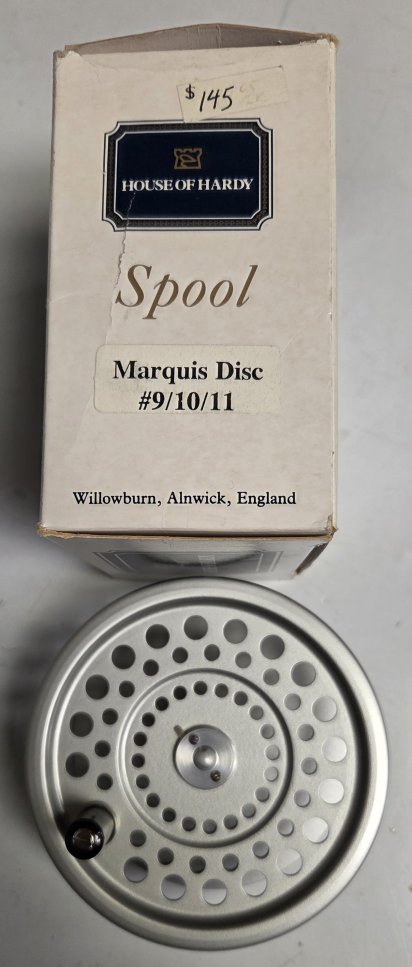 $145
HOUSE OF HARDY
Spool
Marquis Disc
#9/10/11
Willowburn, Alnwick, England